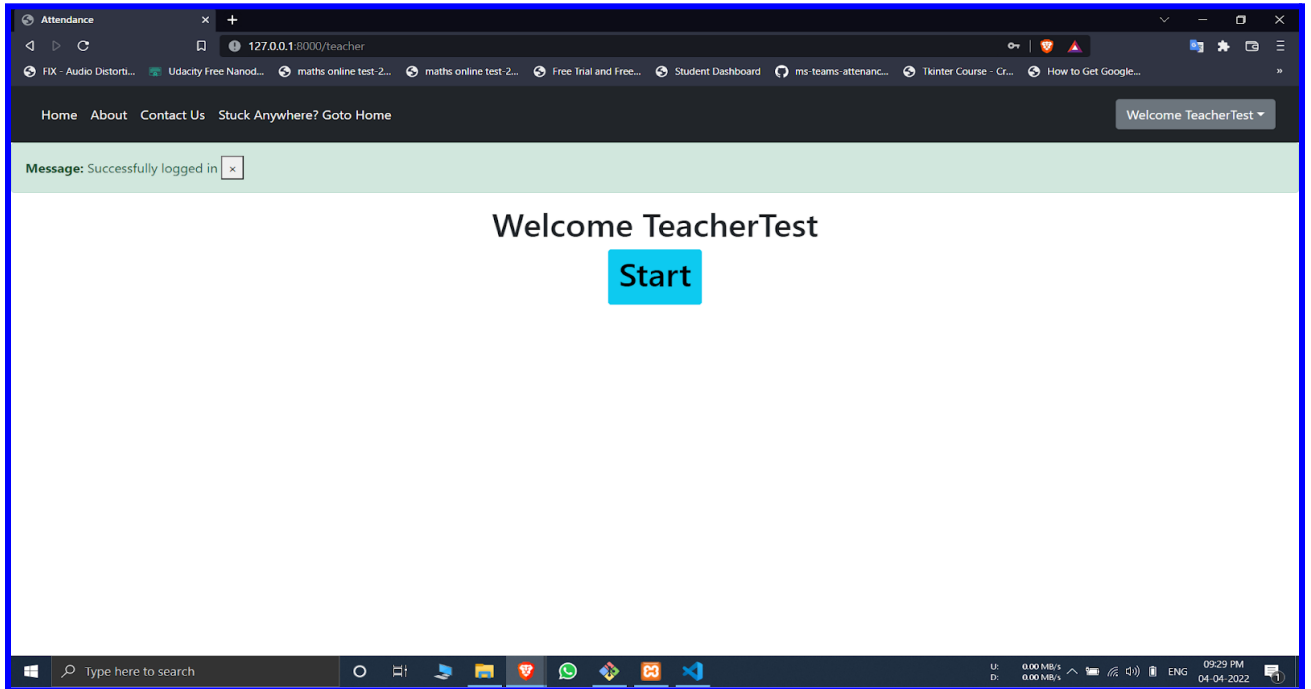 Attendance
127.0.0.1:8000/teacher
FIX - Audio Distorti... Udacity Free Nanod... maths online test-2... maths online test-2... Free Trial and Free... Student Dashboard ms-teams-attenanc... Tkinter Course - Cr... How to Get Google... »
Home About Contact Us Stuck Anywhere? Goto Home Welcome TeacherTest
Message: Successfully logged in ×
Welcome TeacherTest
Start
Type here to search
U: 0.00 MB/s
D: 0.00 MB/s
ENG
09:29 PM
04-04-2022
1